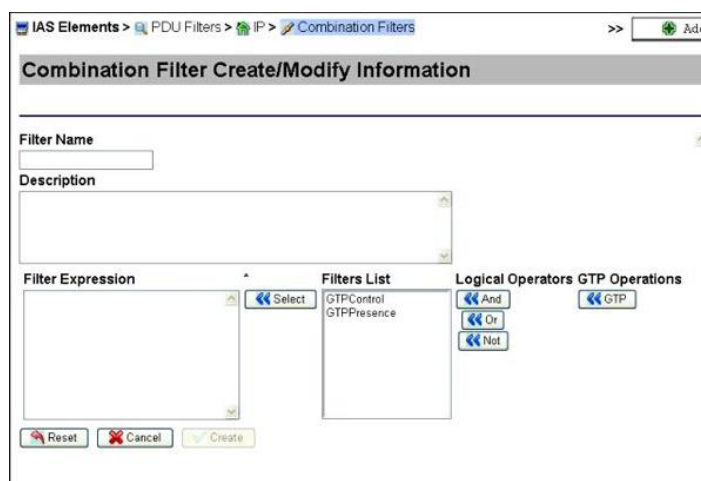 IAS Elements > PDU Filters > IP > Combination Filters >>
Combination Filter Create/Modify Information
Filter Name
Description
Filter Expression Filters List Logical Operators GTP Operations
Select GTPControl And GTP
GTPPresence
Or
Not
Reset Cancel Create